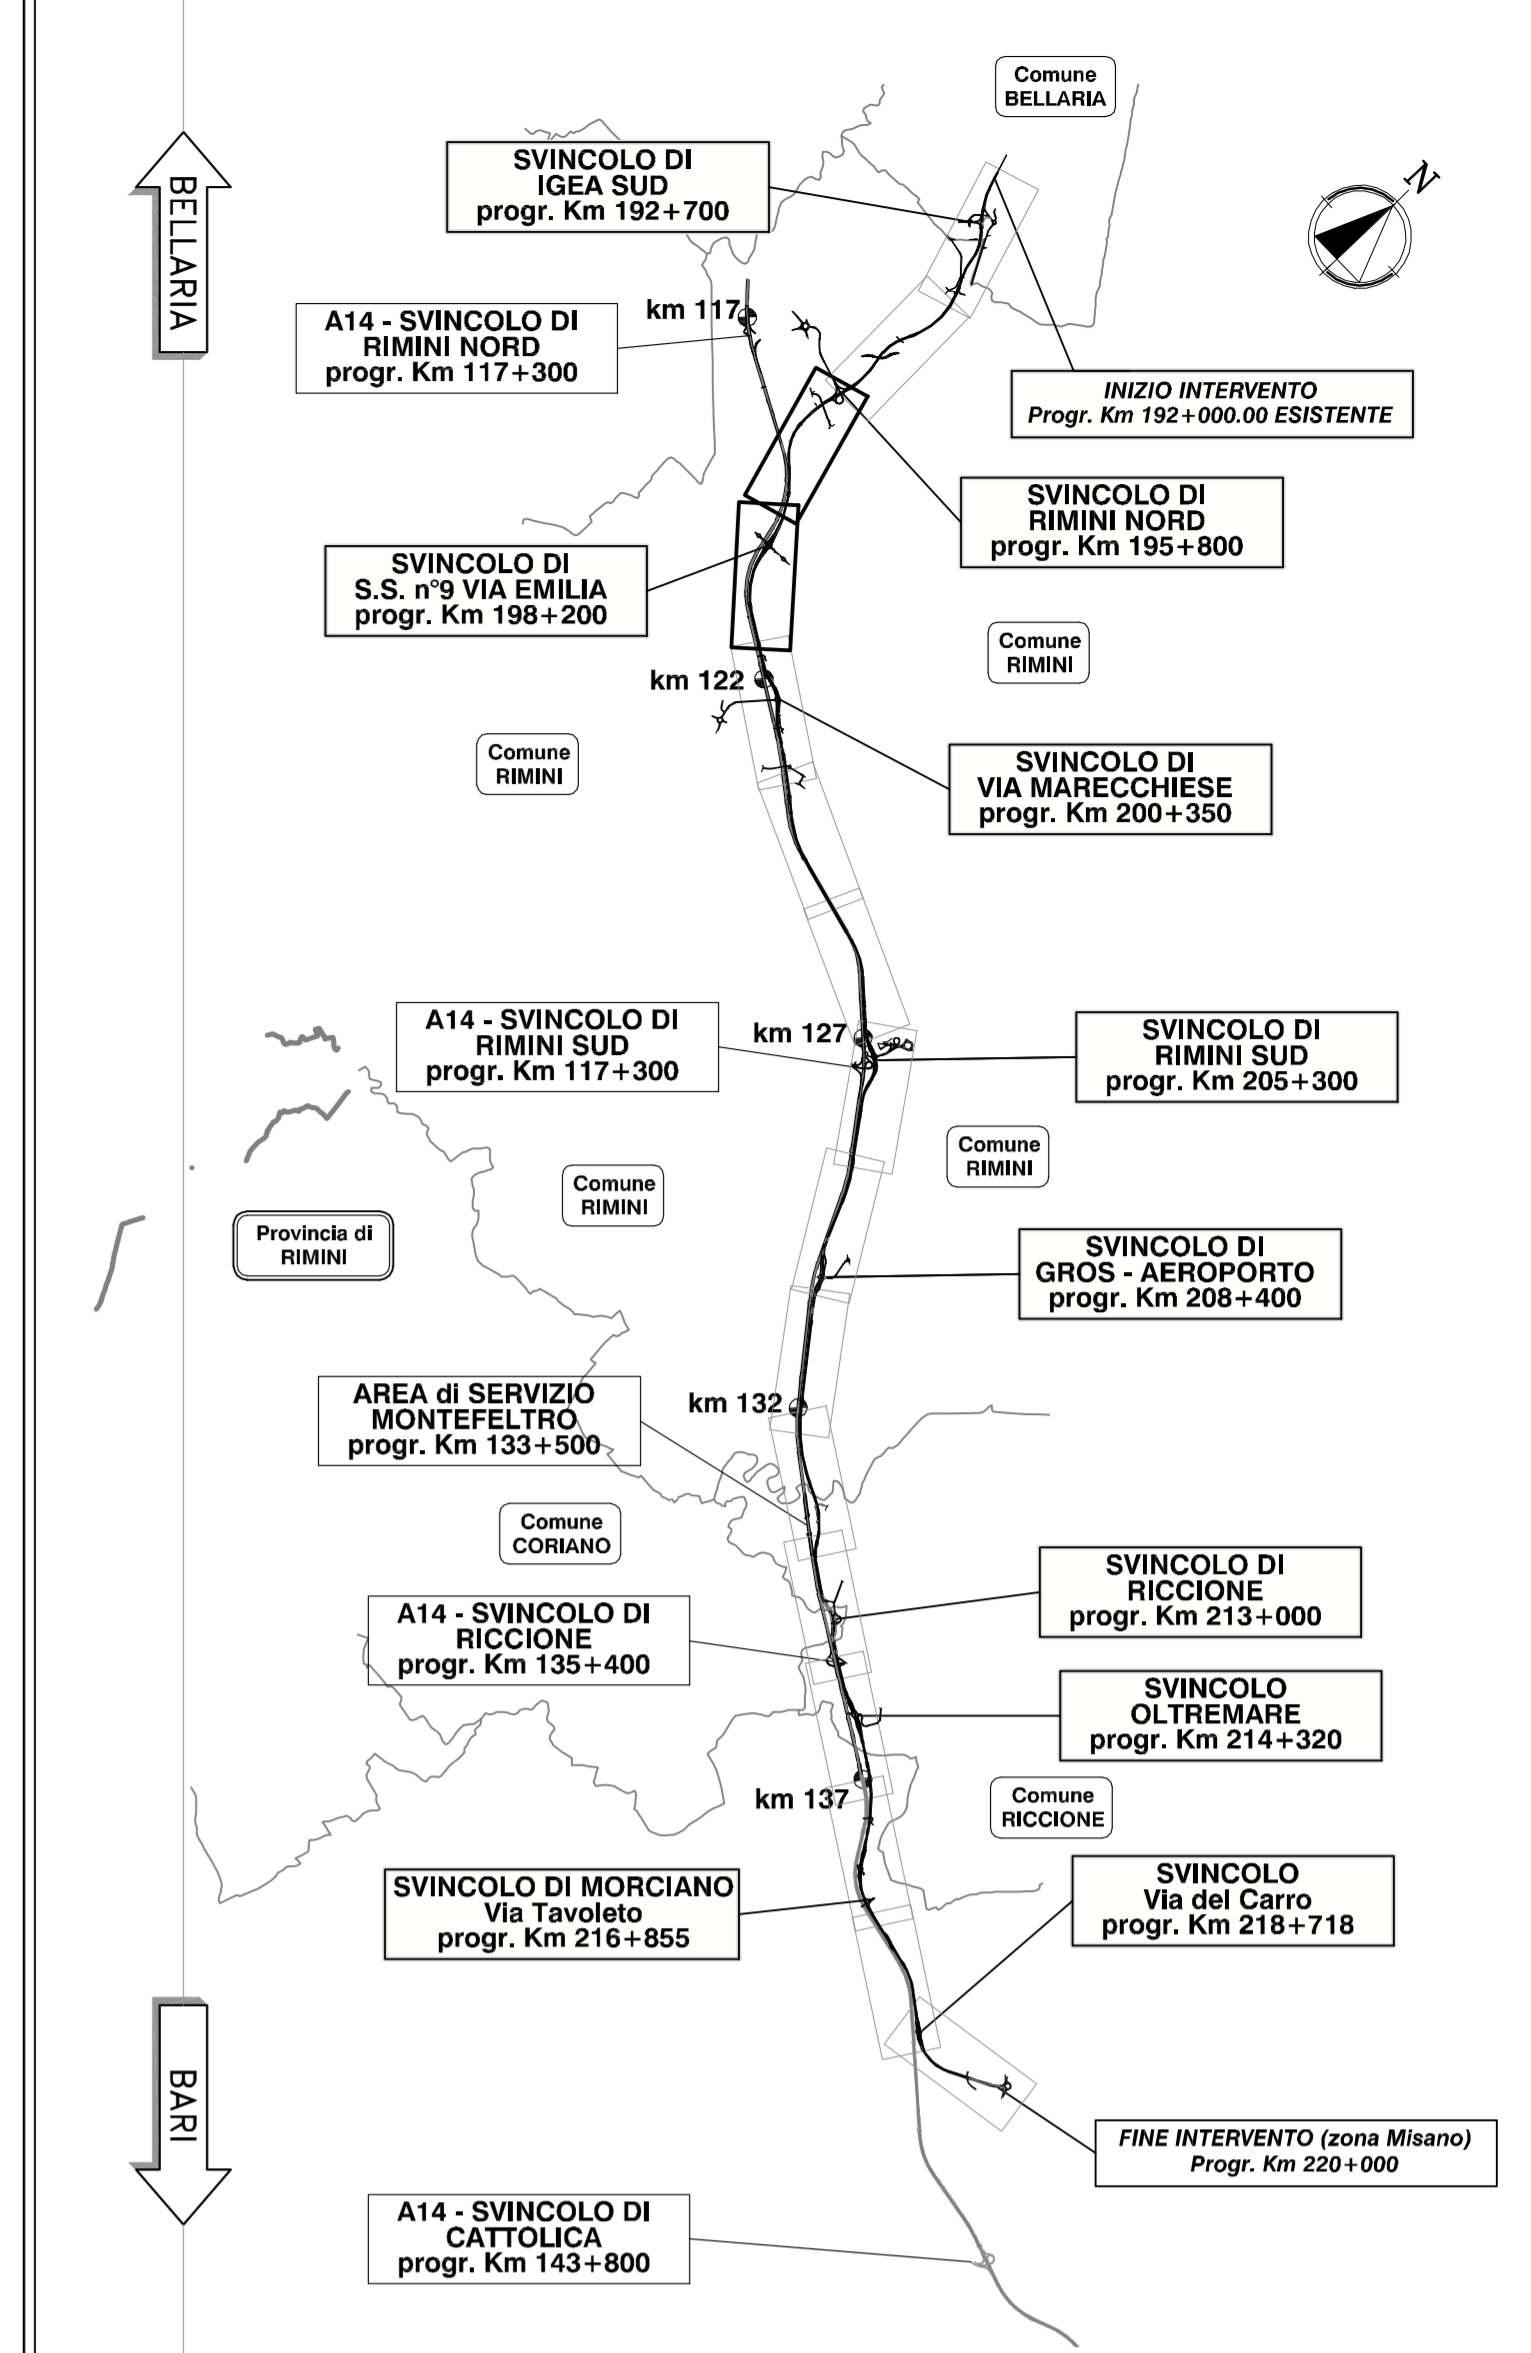 Comune
BELLARIA
BELLARIA
SVINCOLO DI
IGEA SUD
progr. Km 192+700
N
km 117
A14 - SVINCOLO DI
RIMINI NORD
progr. Km 117+300
INIZIO INTERVENTO
Progr. Km 192+000.00 ESISTENTE
SVINCOLO DI
RIMINI NORD
progr. Km 195+800
SVINCOLO DI
S.S. n°9 VIA EMILIA
progr. Km 198+200
Comune
RIMINI
km 122
Comune
RIMINI
SVINCOLO DI
VIA MARECCHIESE
progr. Km 200+350
A14 - SVINCOLO DI
RIMINI SUD
progr. Km 117+300
km 127
SVINCOLO DI
RIMINI SUD
progr. Km 205+300
Comune
RIMINI
Comune
RIMINI
Provincia di
RIMINI
SVINCOLO DI
GROS - AEROPORTO
progr. Km 208+400
km 132
AREA di SERVIZIO
MONTEFELTRO
progr. Km 133+500
Comune
CORIANO
SVINCOLO DI
RICCIONE
progr. Km 213+000
A14 - SVINCOLO DI
RICCIONE
progr. Km 135+400
SVINCOLO
OLTREMARE
progr. Km 214+320
km 137
Comune
RICCIONE
SVINCOLO DI MORCIANO
Via Tavoleto
progr. Km 216+855
SVINCOLO
Via del Carro
progr. Km 218+718
BARI
FINE INTERVENTO (zona Misano)
Progr. Km 220+000
A14 - SVINCOLO DI
CATTOLICA
progr. Km 143+800